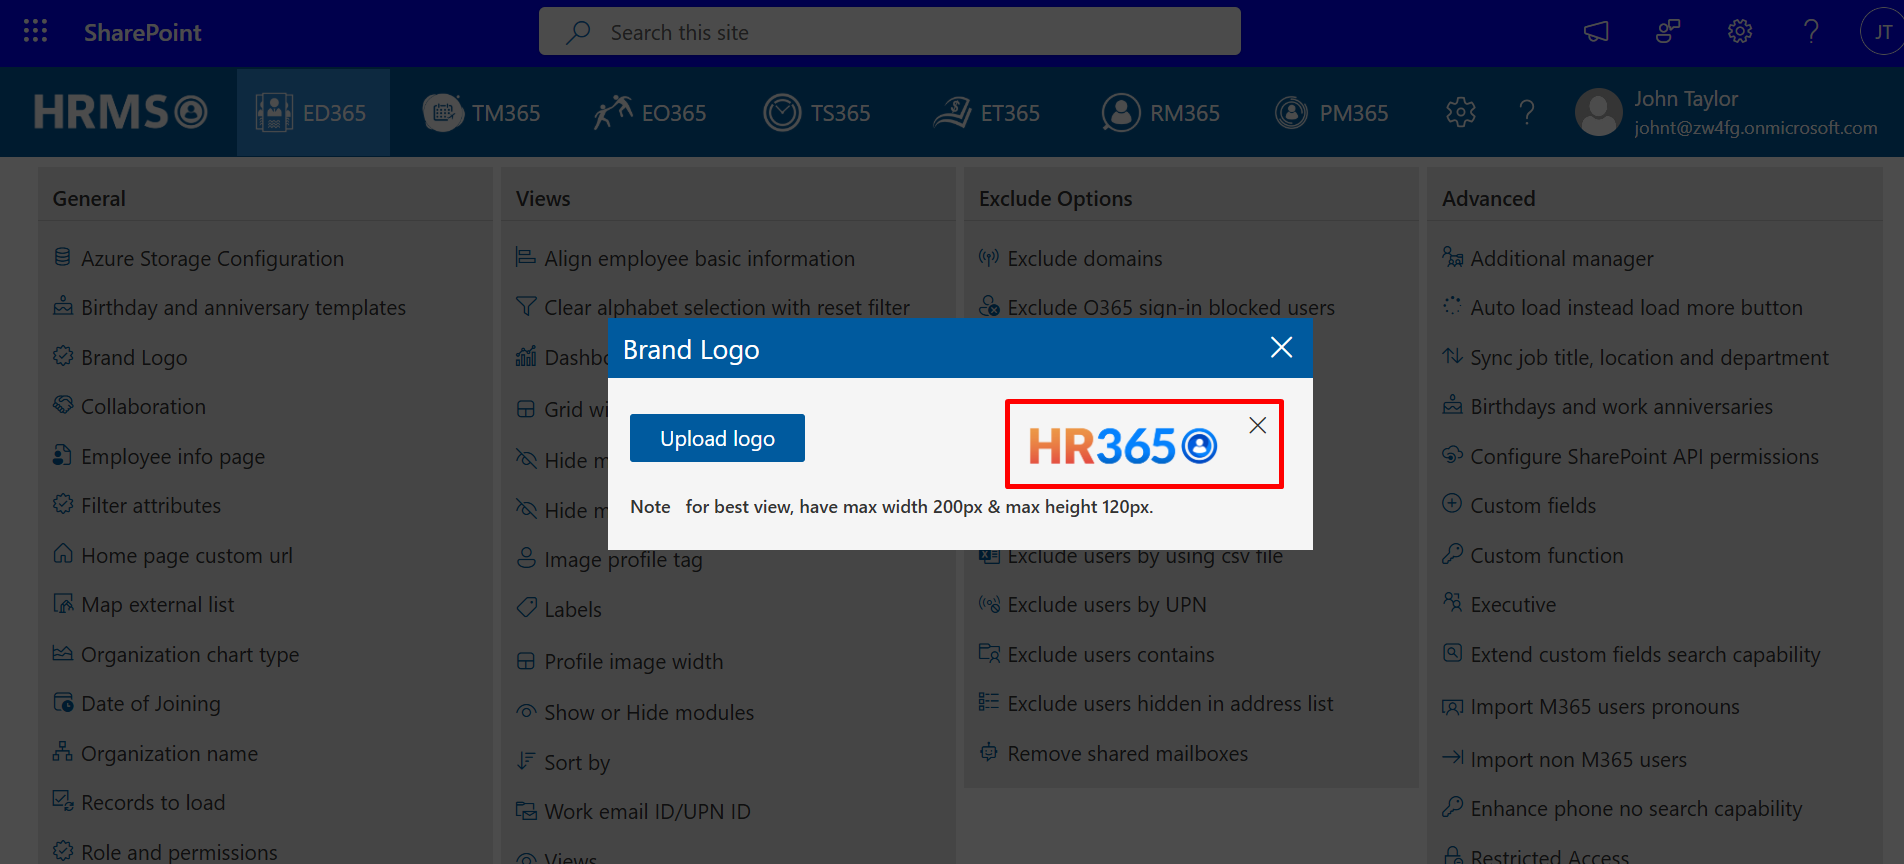 SharePoint
Search this site
JT
HRMS
ED365
TM365
EO365
TS365
ET365
RM365
PM365
John Taylor
johnt@zw4fg.onmicrosoft.com
General
Azure Storage Configuration
Birthday and anniversary templates
Brand Logo
Collaboration
Employee info page
Filter attributes
Home page custom url
Map external list
Organization chart type
Date of Joining
Organization name
Records to load
Role and permissions
Views
Align employee basic information
Clear alphabet selection with reset filter
Dashbo
Grid wi
Hide m
Hide m
Image profile tag
Labels
Profile image width
Show or Hide modules
Sort by
Work email ID/UPN ID
Views
Exclude Options
Exclude domains
Exclude O365 sign-in blocked users
Exclude users by using csv file
Exclude users by UPN
Exclude users contains
Exclude users hidden in address list
Remove shared mailboxes
Advanced
Additional manager
Auto load instead load more button
Sync job title, location and department
Birthdays and work anniversaries
Configure SharePoint API permissions
Custom fields
Custom function
Executive
Extend custom fields search capability
Import M365 users pronouns
Import non M365 users
Enhance phone no search capability
Restricted Access
Brand Logo
Upload logo
HR365
Note for best view, have max width 200px & max height 120px.